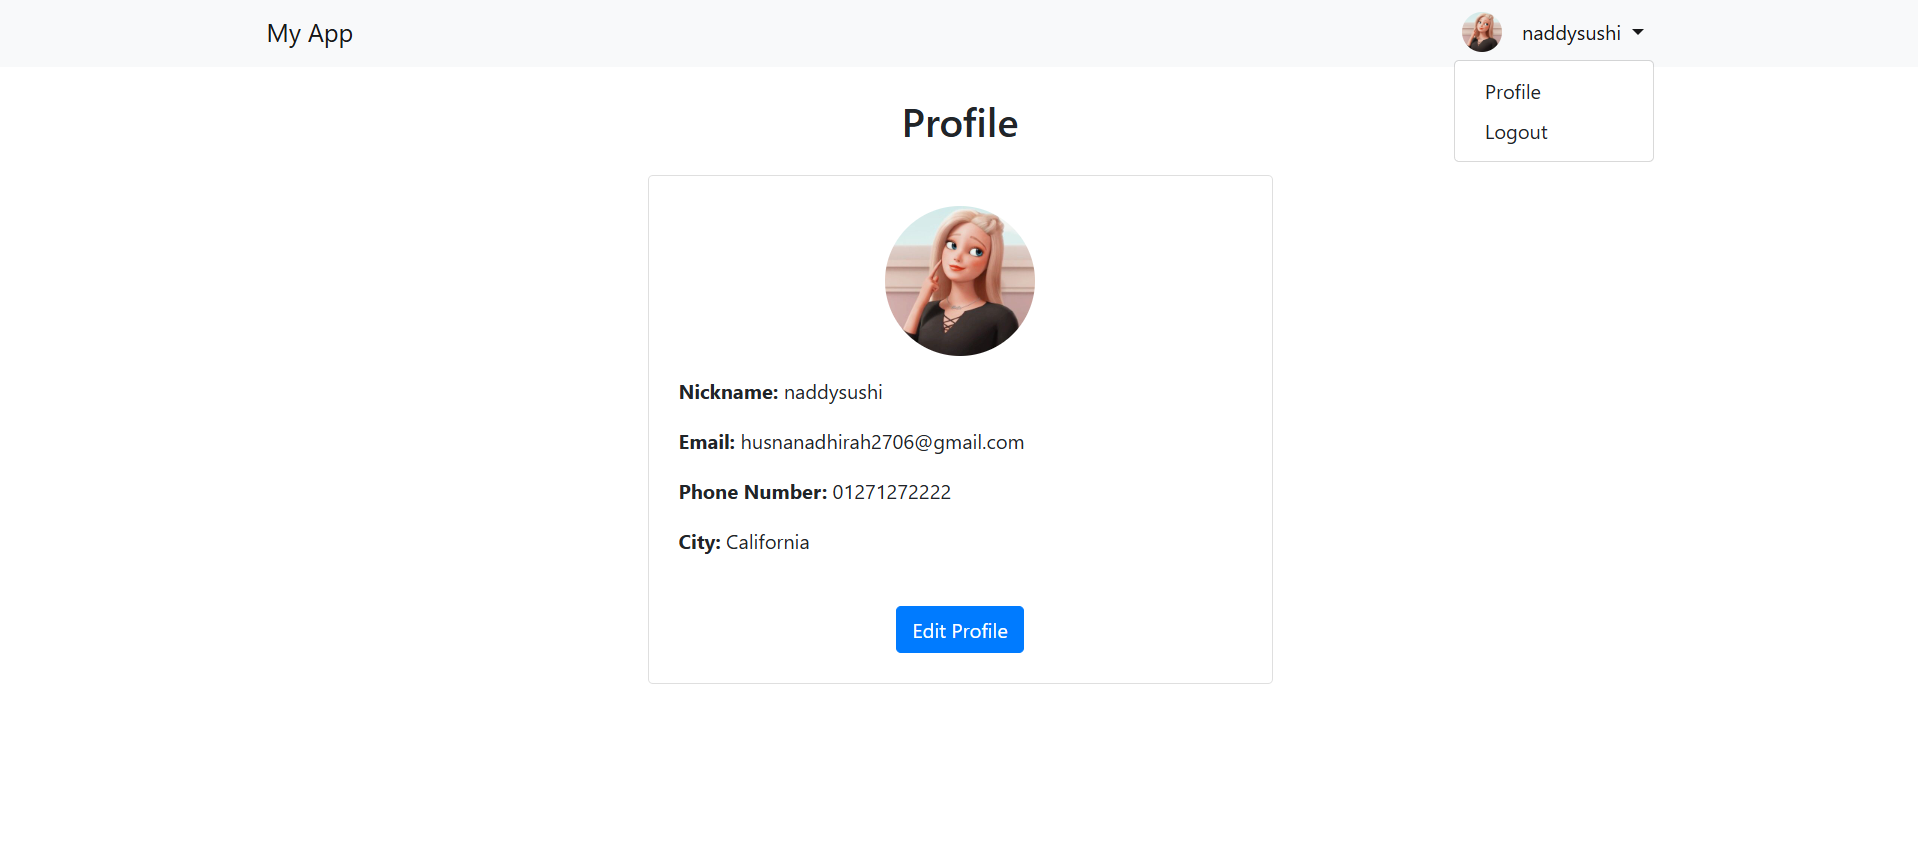 My App
naddysushi
Profile
Logout
Profile
Nickname: naddysushi
Email: husnanadhirah2706@gmail.com
Phone Number: 01271272222
City: California
Edit Profile